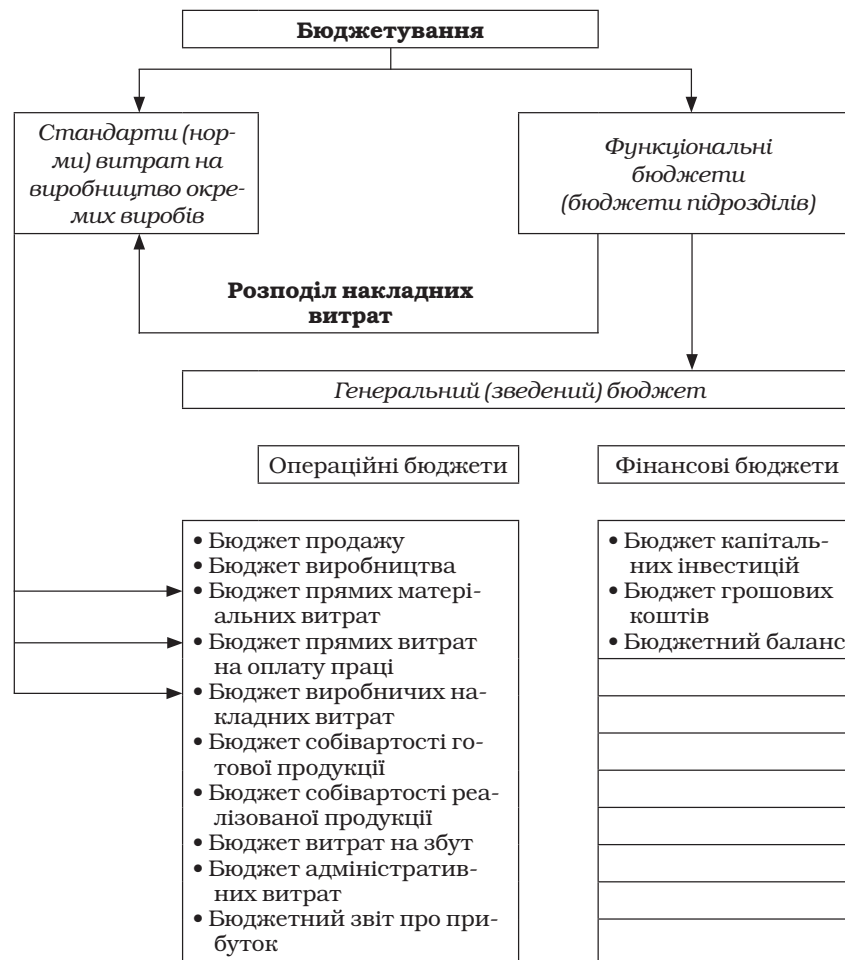 Бюджетування
Стандарти (нор-
ми) витрат на
виробництво окре-
мих виробів
Функціональні
бюджети
(бюджети підрозділів)
Розподіл накладних
витрат
Генеральний (зведений) бюджет
Операційні бюджети
Фінансові бюджети
• Бюджет продажу
• Бюджет виробництва
• Бюджет прямих матері-
альних витрат
• Бюджет прямих витрат
на оплату праці
• Бюджет виробничих на-
кладних витрат
• Бюджет собівартості го-
тової продукції
• Бюджет собівартості реа-
лізованої продукції
• Бюджет витрат на збут
• Бюджет адміністратив-
них витрат
• Бюджетний звіт про при-
буток
• Бюджет капіталь-
них інвестицій
• Бюджет грошових
коштів
• Бюджетний баланс